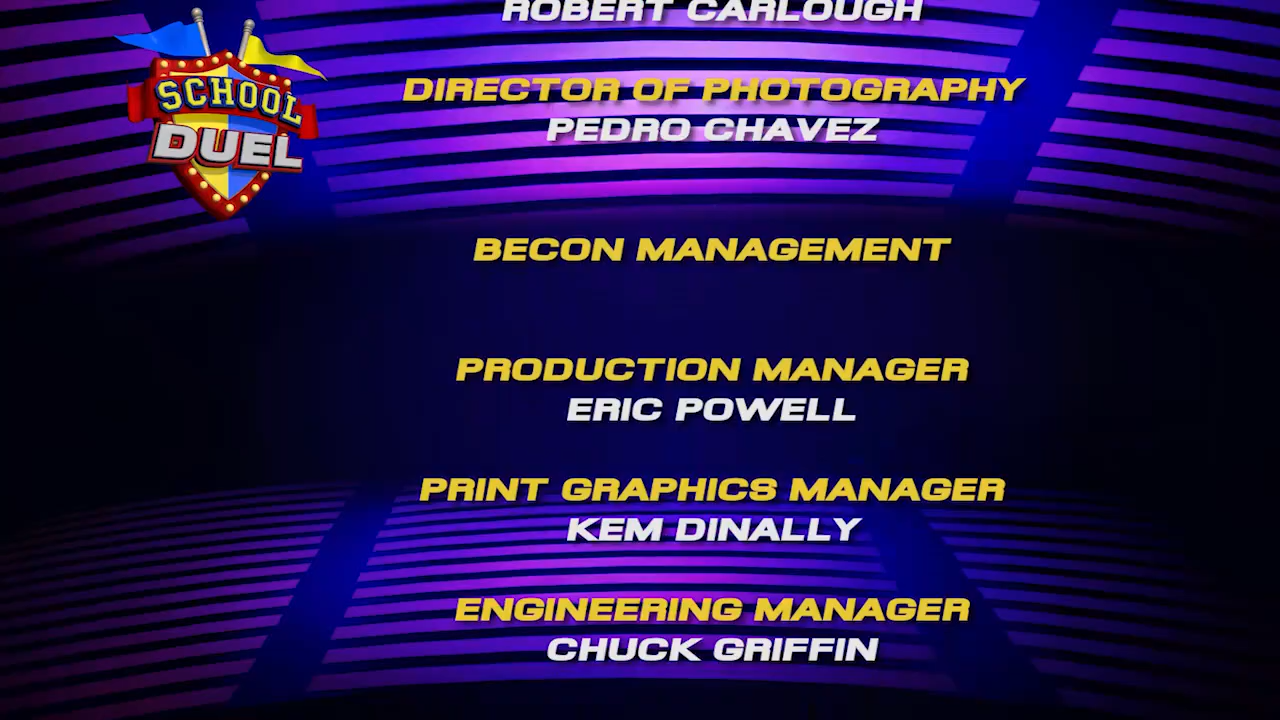 ROBERT CARLOUGH
SCHOOL
DUEL
DIRECTOR OF PHOTOGRAPHY
PEDRO CHAVEZ
BECON MANAGEMENT
PRODUCTION MANAGER
ERIC POWELL
PRINT GRAPHICS MANAGER
KEM DINALLY
ENGINEERING MANAGER
CHUCK GRIFFIN